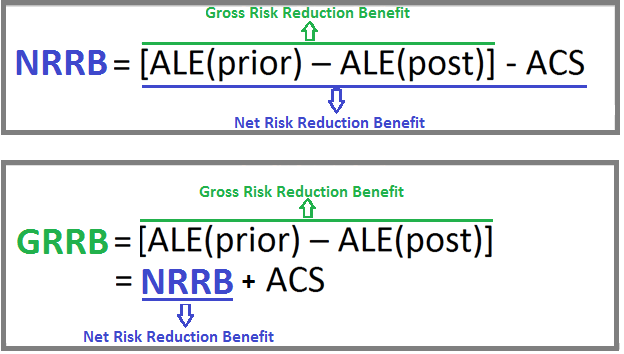 Gross Risk Reduction Benefit
NRRB = [ALE(prior) – ALE(post)] - ACS
Net Risk Reduction Benefit
Gross Risk Reduction Benefit
GRRB = [ALE(prior) – ALE(post)]
= NRRB + ACS
Net Risk Reduction Benefit